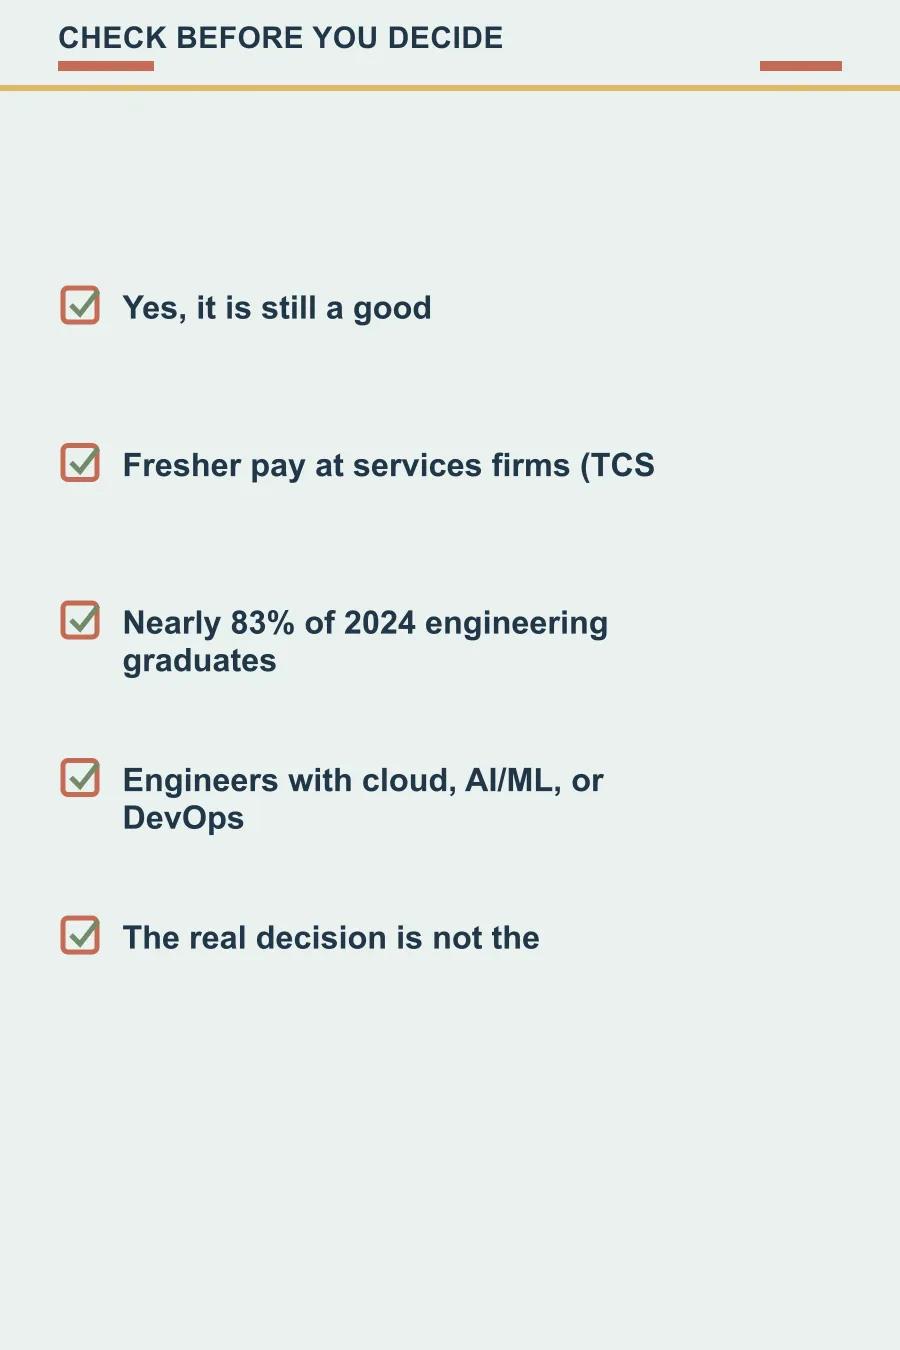 CHECK BEFORE YOU DECIDE
Yes, it is still a good
Fresher pay at services firms (TCS
Nearly 83% of 2024 engineering
graduates
Engineers with cloud, AI/ML, or
DevOps
The real decision is not the